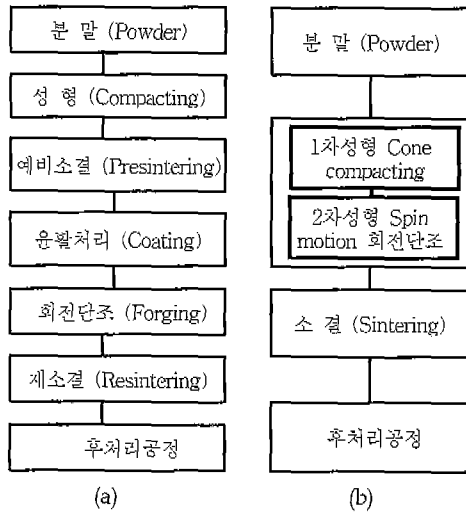 분 말 (Powder)
성 형 (Compacting)
예비소결 (Presintering)
윤활처리 (Coating)
회전단조 (Forging)
재소결 (Resintering)
후처리공정
(a)
분 말 (Powder)
1차성형 Cone
compacting
2차성형 Spin
motion 회전단조
소 결 (Sintering)
후처리공정
(b)